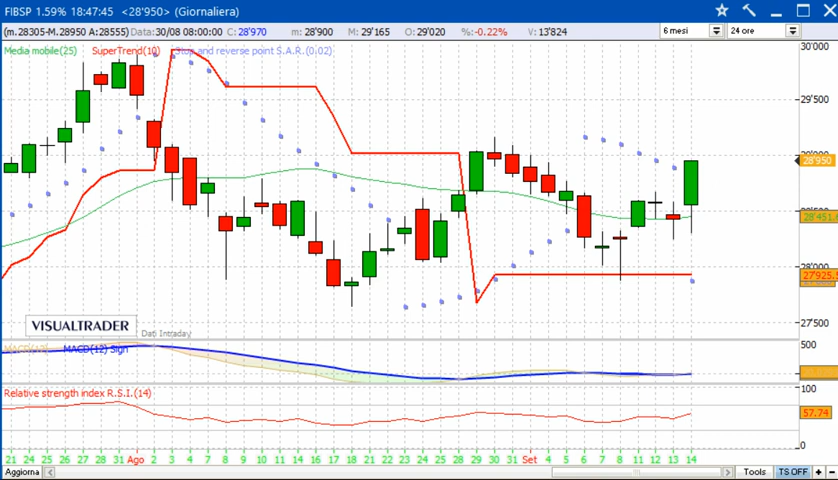 FIBSP 1.59% 18:47:45 <28'950> (Giornaliera)
(m.28305-M.28950 A:28555) Data: 30/08 08:00:00 C: 28'970 m: 28'900 M: 29'165 O: 29'020 %:-0.22% V: 13'824 6 mesi 24 ore
Media mobile(25) SuperTrend(10) Stop and reverse point S.A.R.(0.02)
30'000
29'500
28'950
28'451
28'000
27'925.
27'500
VISUALTRADER
Dati Intraday
MACD(12) MACD(12) Sign
500
Relative strength index R.S.I.(14)
100
57.74
0
21 24 25 26 27 28 31 Ago 2 3 4 7 8 9 10 11 14 15 16 17 18 21 22 23 24 25 28 29 30 31 Set 4 5 6 7 8 11 12 13 14
Aggiorna Tools TS.OFF